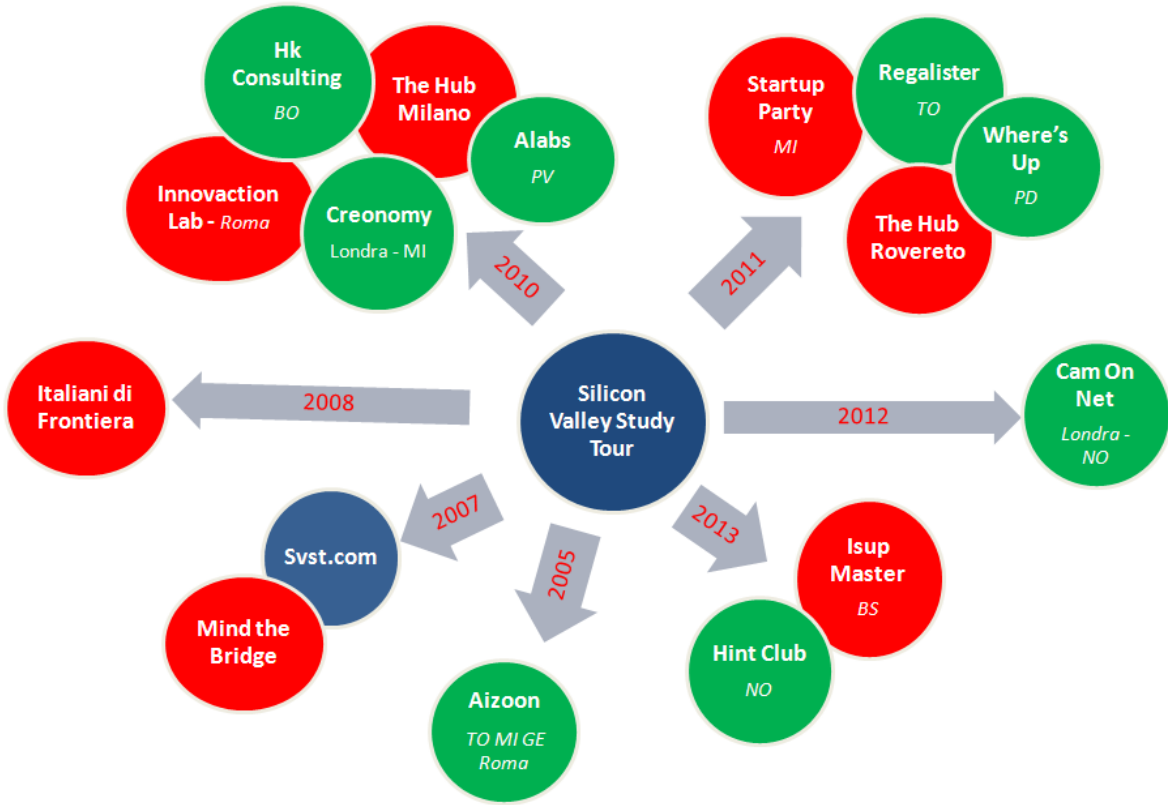 Hk
Consulting
BO
The Hub
Milano
Alabs
PV
Innovaction
Lab - Roma
Creonomy
Londra - MI
2010
Startup
Party
MI
Regalister
TO
Where's
Up
PD
The Hub
Rovereto
2011
Italiani di
Frontiera
2008
Silicon
Valley Study
Tour
2012
Cam On
Net
Londra -
NO
2007
Svst.com
Mind the
Bridge
2005
Aizoon
TO MI GE
Roma
2013
Isup
Master
BS
Hint Club
NO